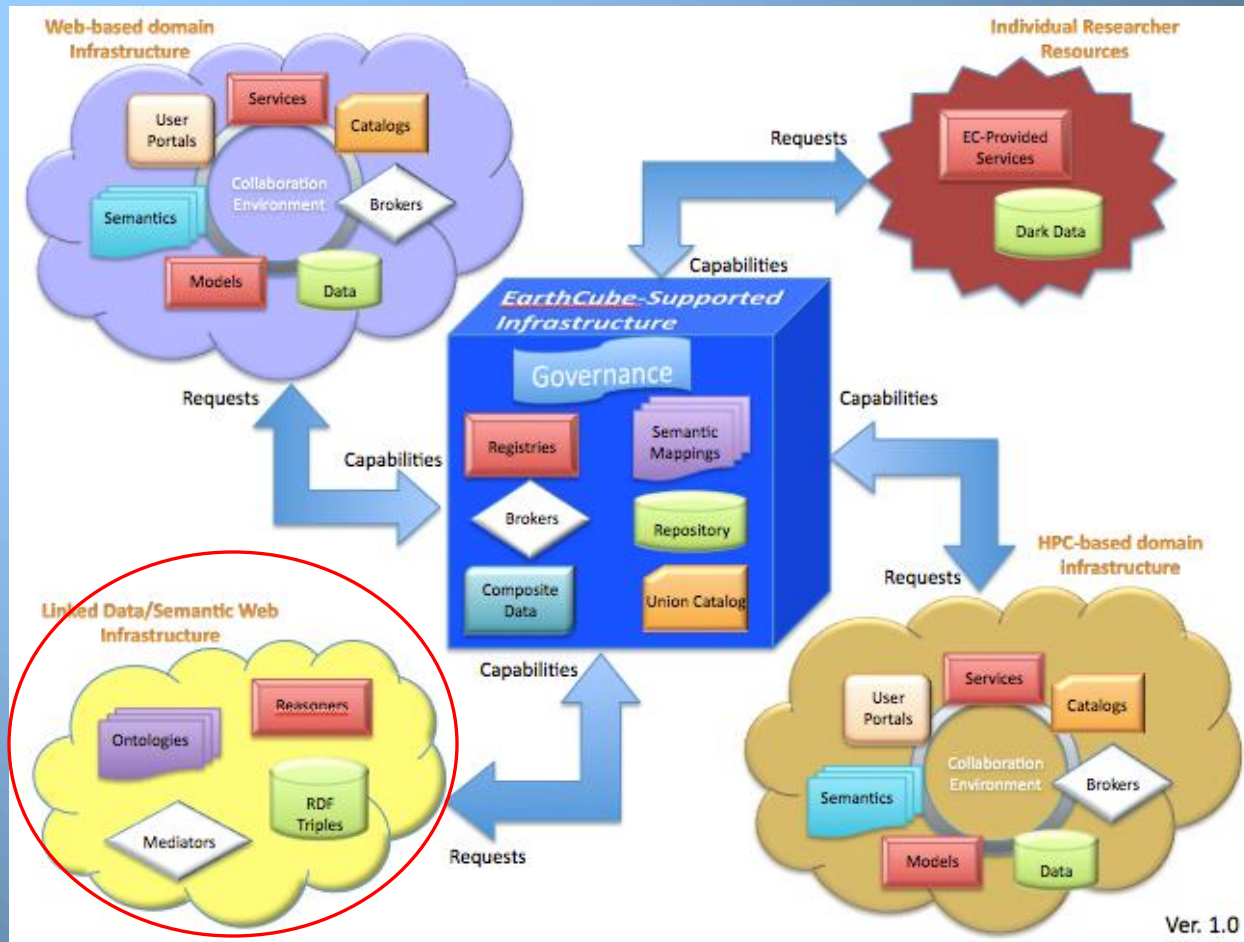 Web-based domain
Infrastructure
Services
User
Portals
Catalogs
Collaboration
Environment
Brokers
Semantics
Models
Data
Individual Researcher
Resources
EC-Provided
Services
Dark Data
Requests
Capabilities
EarthCube-Supported
Infrastructure
Governance
Registries
Semantic
Mappings
Brokers
Repository
Composite
Data
Union Catalog
Requests
Capabilities
Capabilities
Requests
Linked Data/Semantic Web
Infrastructure
Reasoners
Ontologies
RDF
Triples
Mediators
Capabilities
Requests
HPC-based domain
infrastructure
Services
User
Portals
Catalogs
Collaboration
Environment
Brokers
Semantics
Models
Data
Ver. 1.0